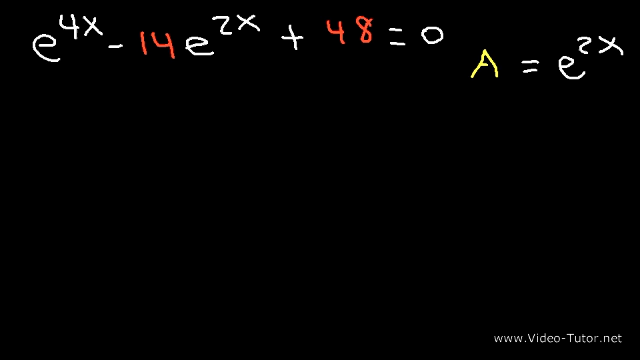 e^{4x} - 14e^{2x} + 48 = 0
A = e^{2x}
www.Video-Tutor.net